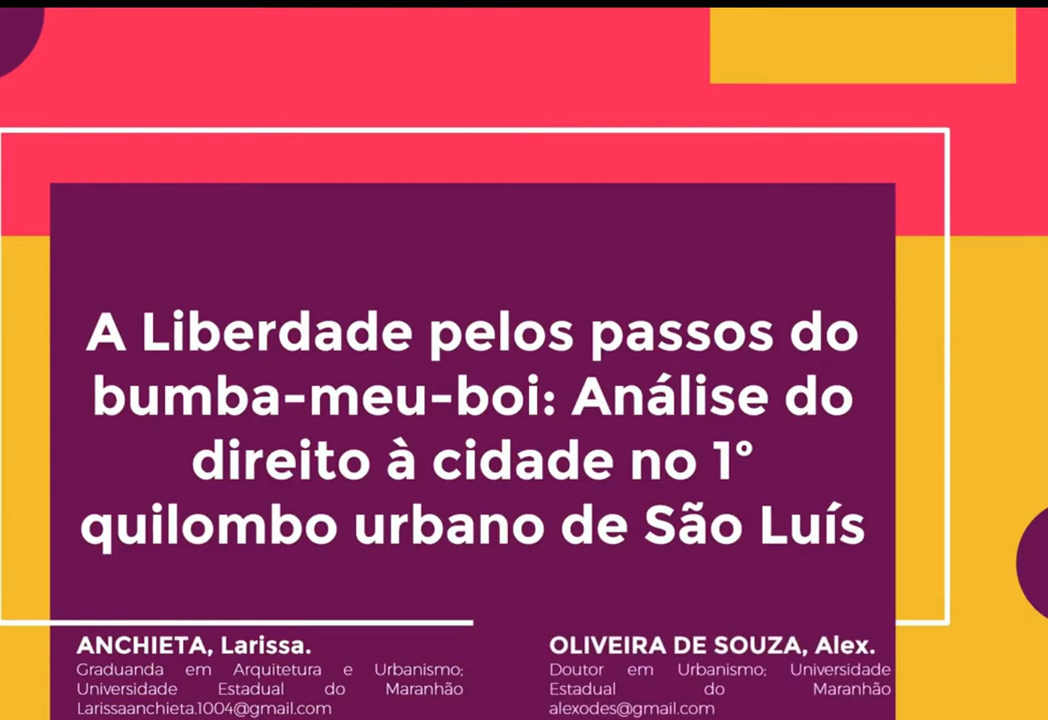 A Liberdade pelos passos do
bumba-meu-boi: Análise do
direito à cidade no 1º
quilombo urbano de São Luís
ANCHIETA, Larissa.
Graduanda em Arquitetura e Urbanismo;
Universidade Estadual do Maranhão
Larissaanchieta.1004@gmail.com
OLIVEIRA DE SOUZA, Alex.
Doutor em Urbanismo; Universidade
Estadual do Maranhão
alexodes@gmail.com